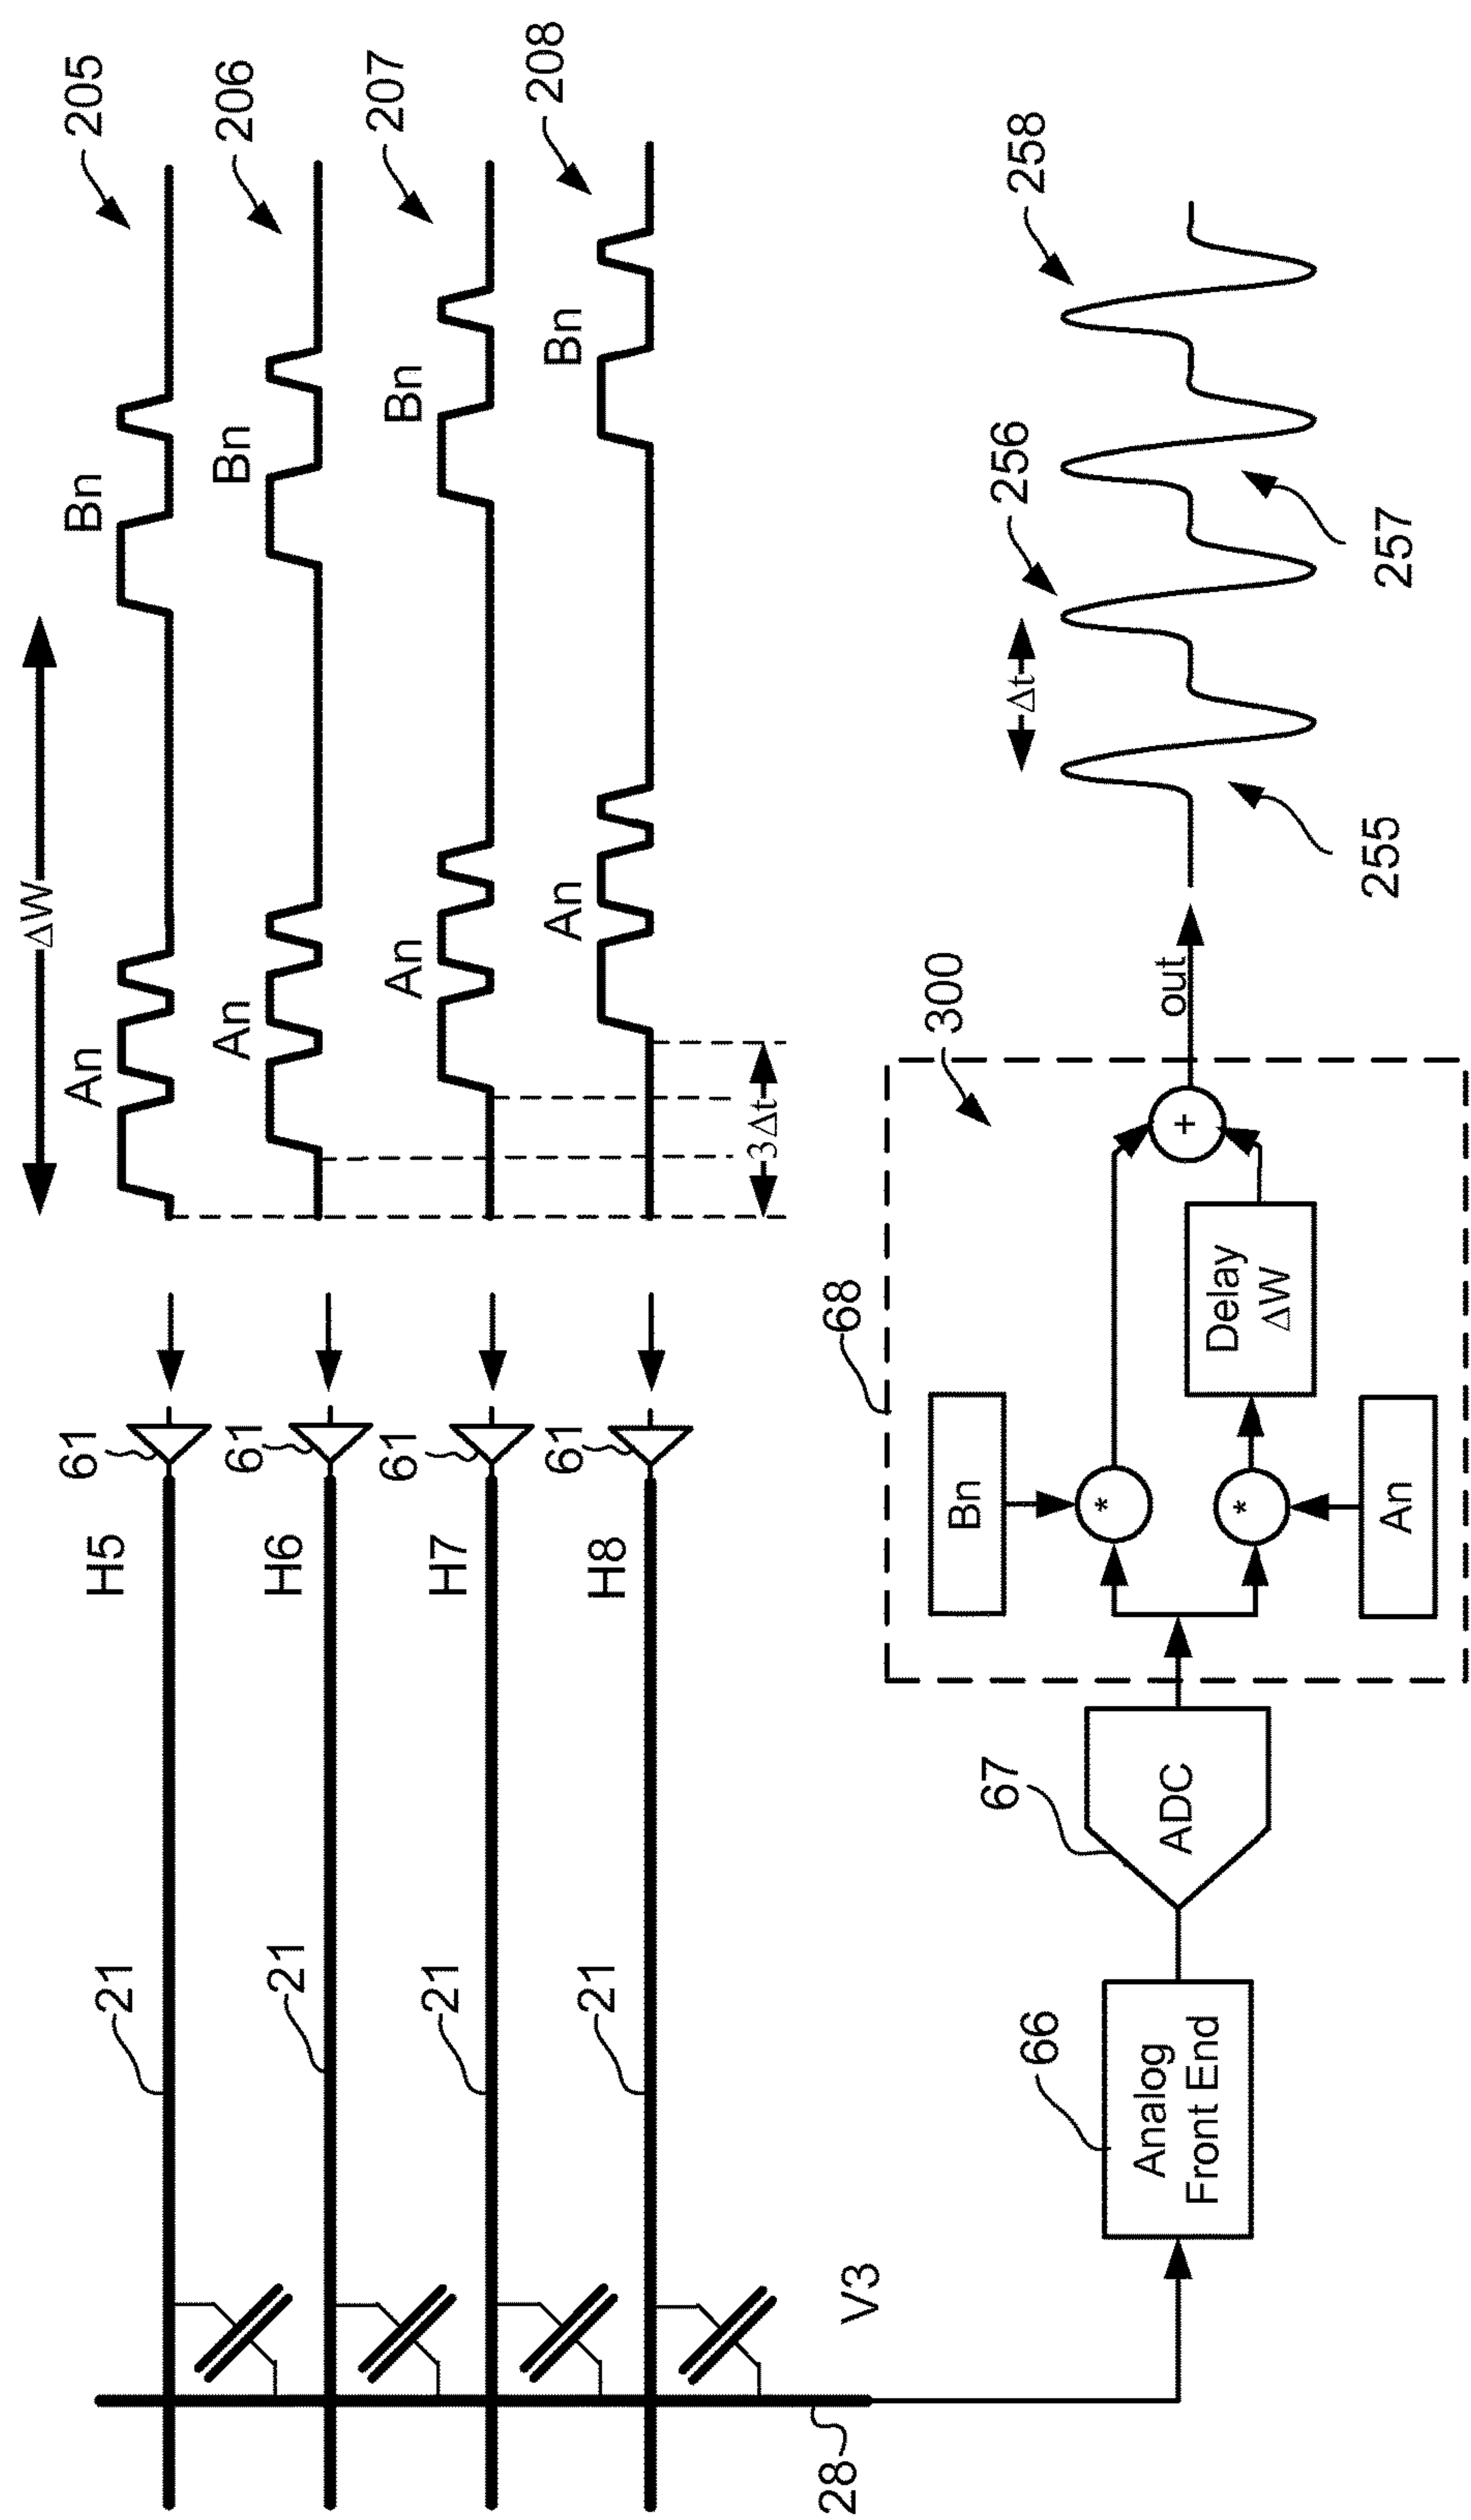 ΔW
An
Bn
205
An
Bn
206
An
Bn
207
An
Bn
208
3Δt
61
61
61
61
H5
H6
H7
H8
21
21
21
21
V3
28
66
Analog
Front End
67
ADC
68
300
Bn
*
*
An
Delay
ΔW
+
out
Δt
255
256
257
258